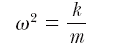 ω² = k/m